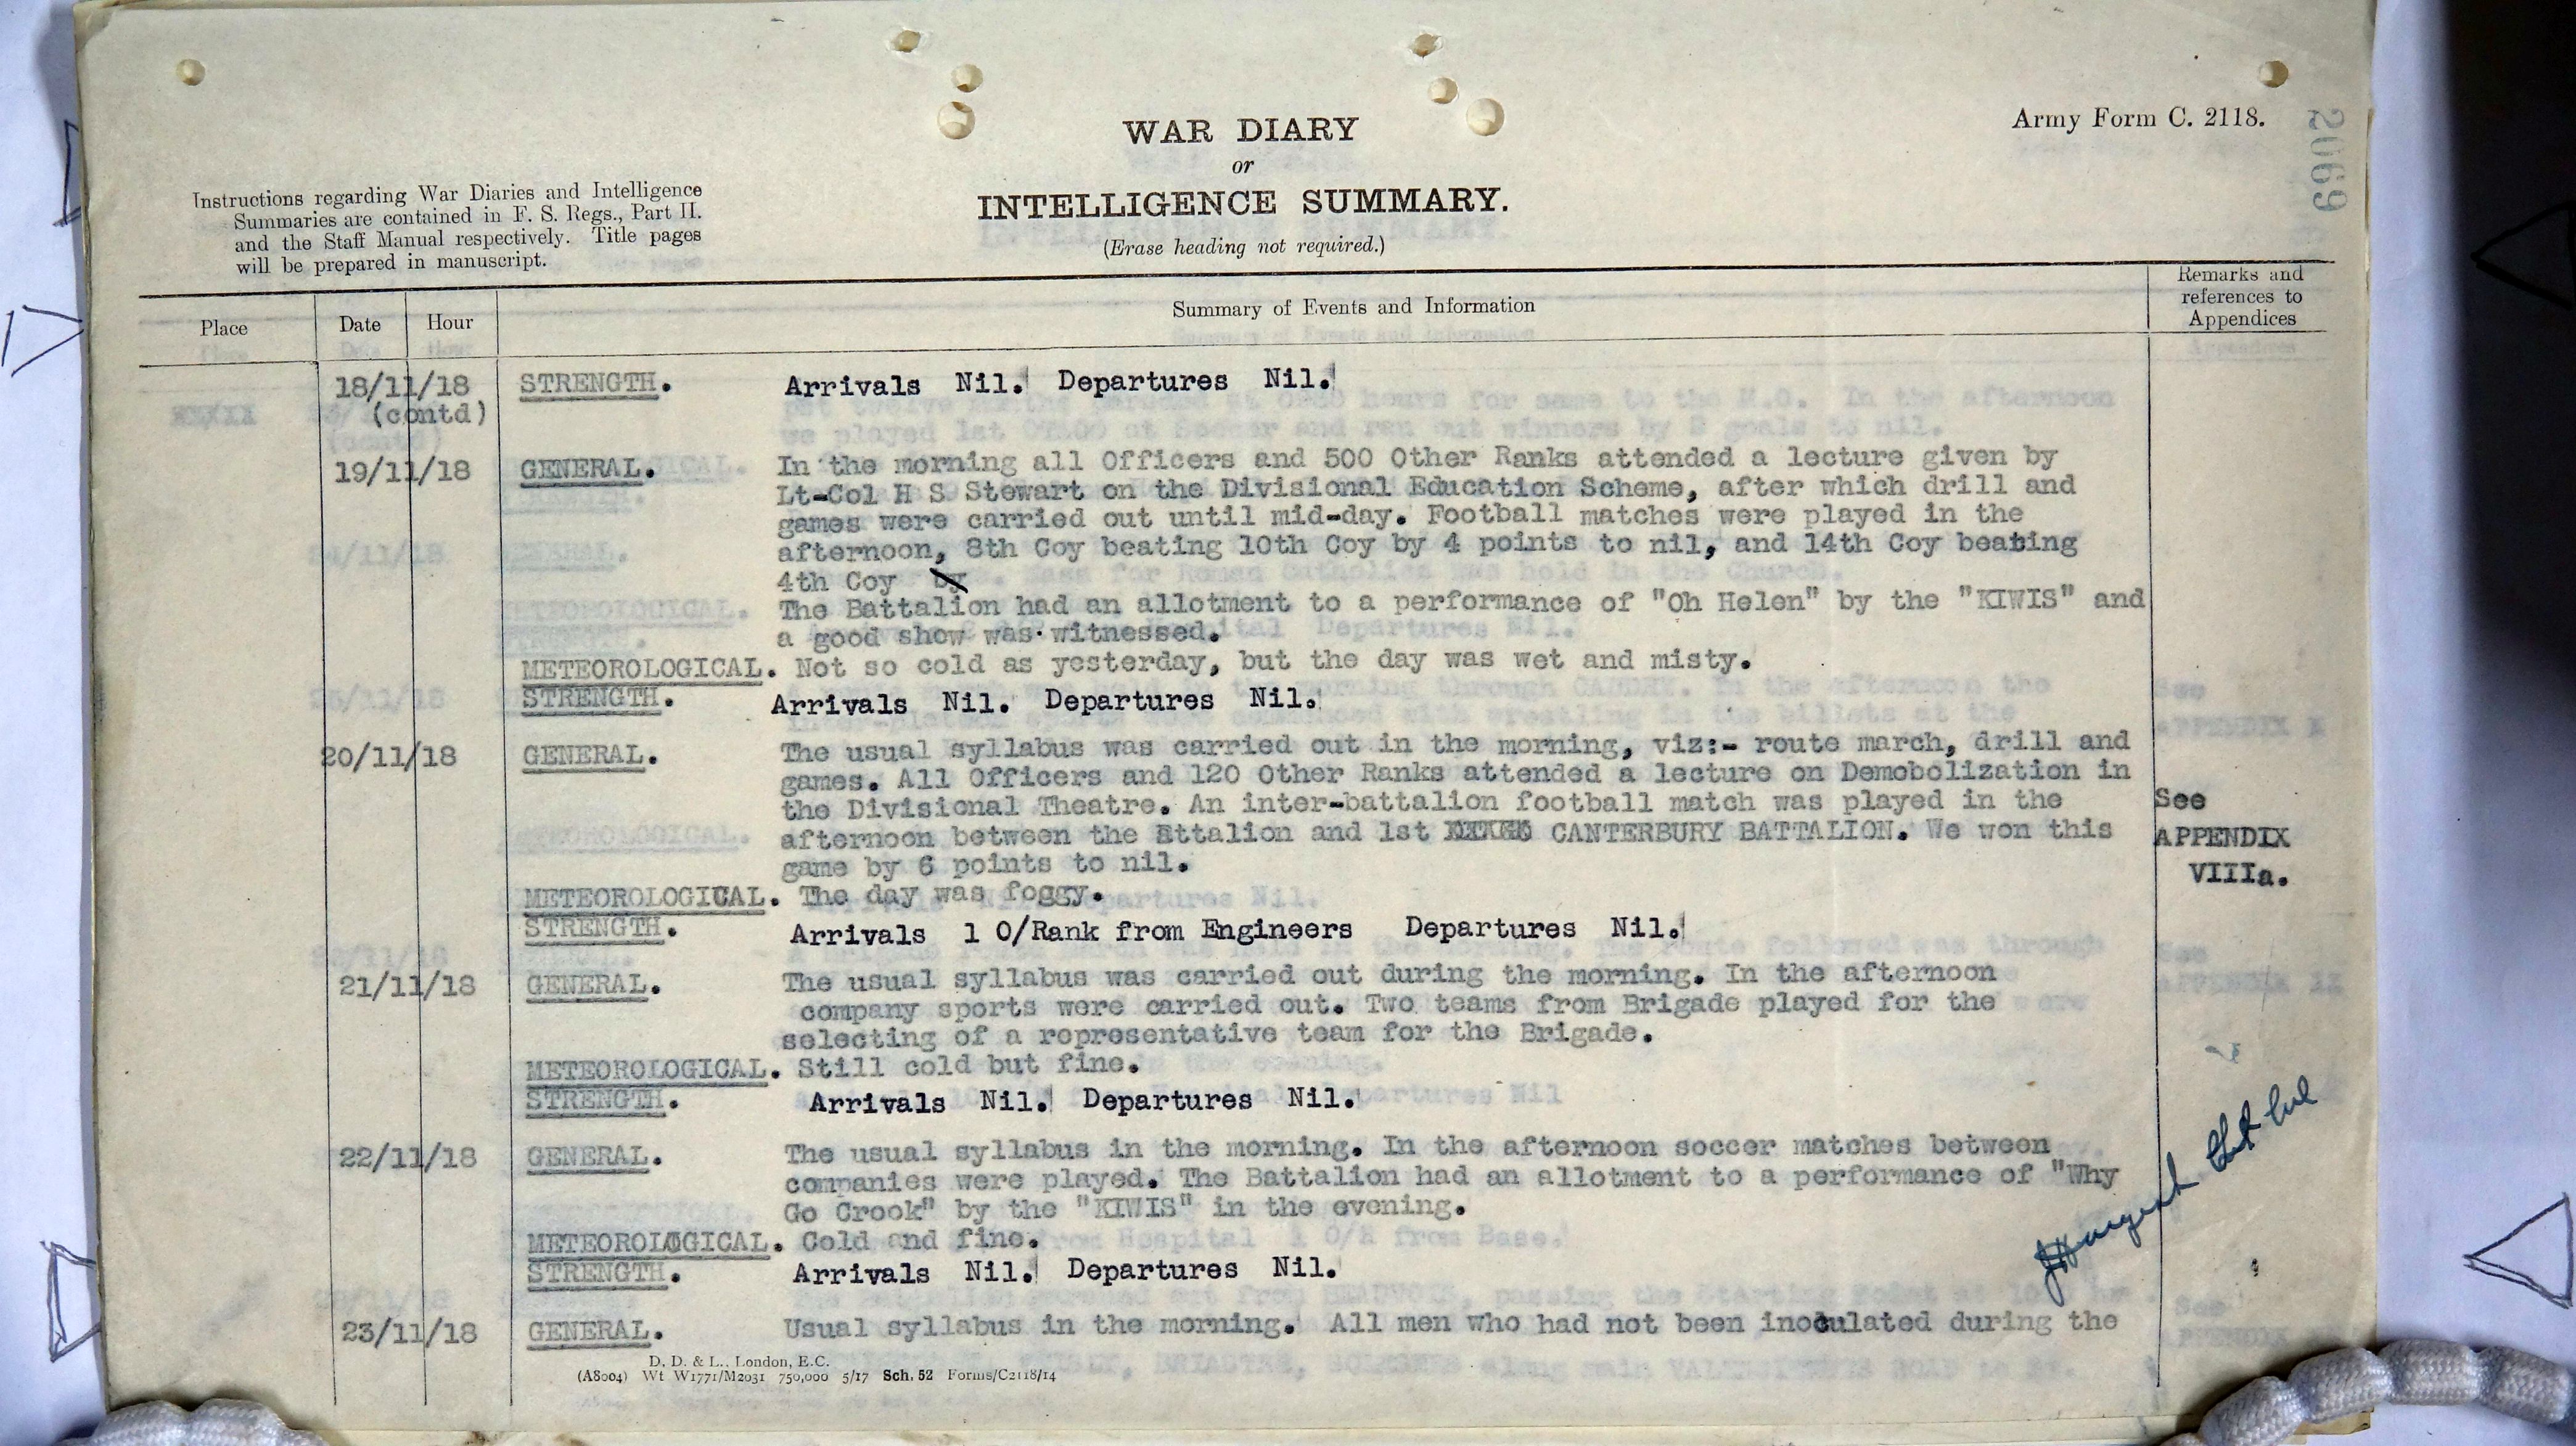 Army Form C. 2118.
2069
WAR DIARY
or
INTELLIGENCE SUMMARY.
(Erase heading not required.)
Instructions regarding War Diaries and Intelligence
Summaries are contained in F. S. Regs., Part II.
and the Staff Manual respectively. Title pages
will be prepared in manuscript.
Place Date Hour Summary of Events and Information Remarks and
references to
Appendices
18/11/18 STRENGTH. Arrivals Nil. Departures Nil.
(contd)
19/11/18 GENERAL. In the morning all Officers and 500 Other Ranks attended a lecture given by
Lt-Col H S Stewart on the Divisional Education Scheme, after which drill and
games were carried out until mid-day. Football matches were played in the
afternoon, 8th Coy beating 10th Coy by 4 points to nil, and 14th Coy beating
4th Coy by
The Battalion had an allotment to a performance of "Oh Helen" by the "KIWIS" and
a good show was witnessed.
METEOROLOGICAL. Not so cold as yesterday, but the day was wet and misty.
STRENGTH. Arrivals Nil. Departures Nil.
20/11/18 GENERAL. The usual syllabus was carried out in the morning, viz:- route march, drill and
games. All Officers and 120 Other Ranks attended a lecture on Demobolization in
the Divisional Theatre. An inter-battalion football match was played in the
See
afternoon between the Bttalion and 1st CANTERBURY BATTALION. We won this
APPENDIX
game by 6 points to nil.
VIIIa.
METEOROLOGICAL. The day was foggy.
STRENGTH. Arrivals 1 O/Rank from Engineers Departures Nil.
21/11/18 GENERAL. The usual syllabus was carried out during the morning. In the afternoon
company sports were carried out. Two teams from Brigade played for the
selecting of a representative team for the Brigade.
METEOROLOGICAL. Still cold but fine.
STRENGTH. Arrivals Nil. Departures Nil.
22/11/18 GENERAL. The usual syllabus in the morning. In the afternoon soccer matches between
companies were played. The Battalion had an allotment to a performance of "Why
Go Crook" by the "KIWIS" in the evening.
METEOROLOGICAL. Cold and fine.
STRENGTH. Arrivals Nil. Departures Nil.
23/11/18 GENERAL. Usual syllabus in the morning. All men who had not been inoculated during the
D. D. & L., London, E.C.
(A8004) Wt W1771/M2031 750,000 5/17 Sch. 52 Forms/C2118/14